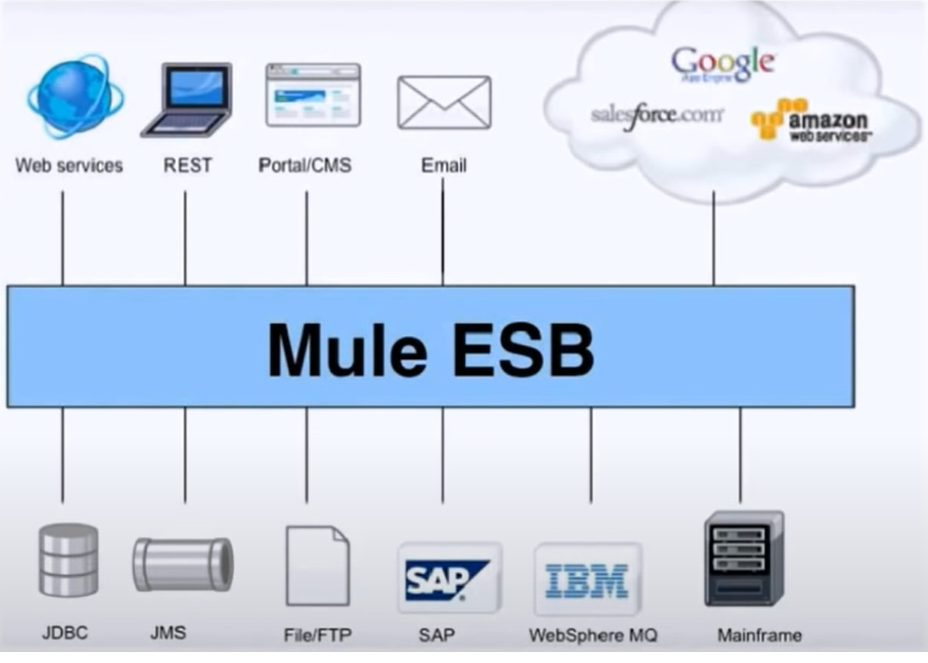 Google
App Engine
salesforce.com
amazon
web services™
Web services
REST
Portal/CMS
Email
Mule ESB
SAP
IBM
JDBC
JMS
File/FTP
SAP
WebSphere MQ
Mainframe